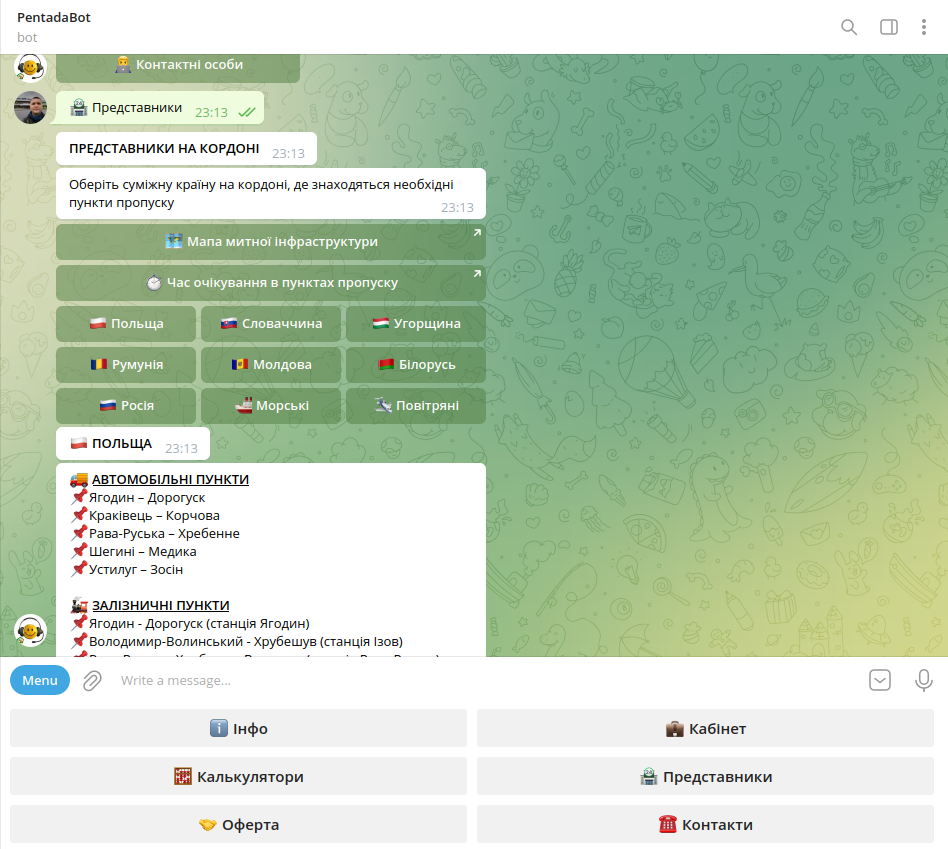 PentadaBot
bot
Контактні особи
Представники 23:13
ПРЕДСТАВНИКИ НА КОРДОНІ 23:13
Оберіть суміжну країну на кордоні, де знаходяться необхідні
пункти пропуску 23:13
Мапа митної інфраструктури
Час очікування в пунктах пропуску
Польща Словаччина Угорщина
Румунія Молдова Білорусь
Росія Морські Повітряні
ПОЛЬЩА 23:13
АВТОМОБІЛЬНІ ПУНКТИ
Ягодин – Дорогуск
Краківець – Корчова
Рава-Руська – Хребенне
Шегині – Медика
Устилуг – Зосін
ЗАЛІЗНИЧНІ ПУНКТИ
Ягодин - Дорогуск (станція Ягодин)
Володимир-Волинський - Хрубешув (станція Ізов)
Menu Write a message...
Інфо Кабінет
Калькулятори Представники
Оферта Контакти